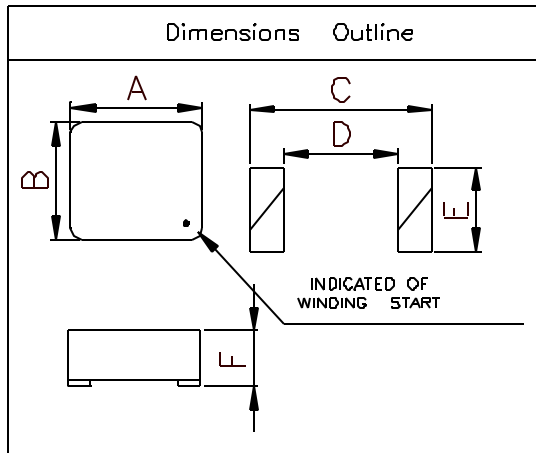 Dimensions Outline
A
C
D
B
E
INDICATED OF
WINDING START
F